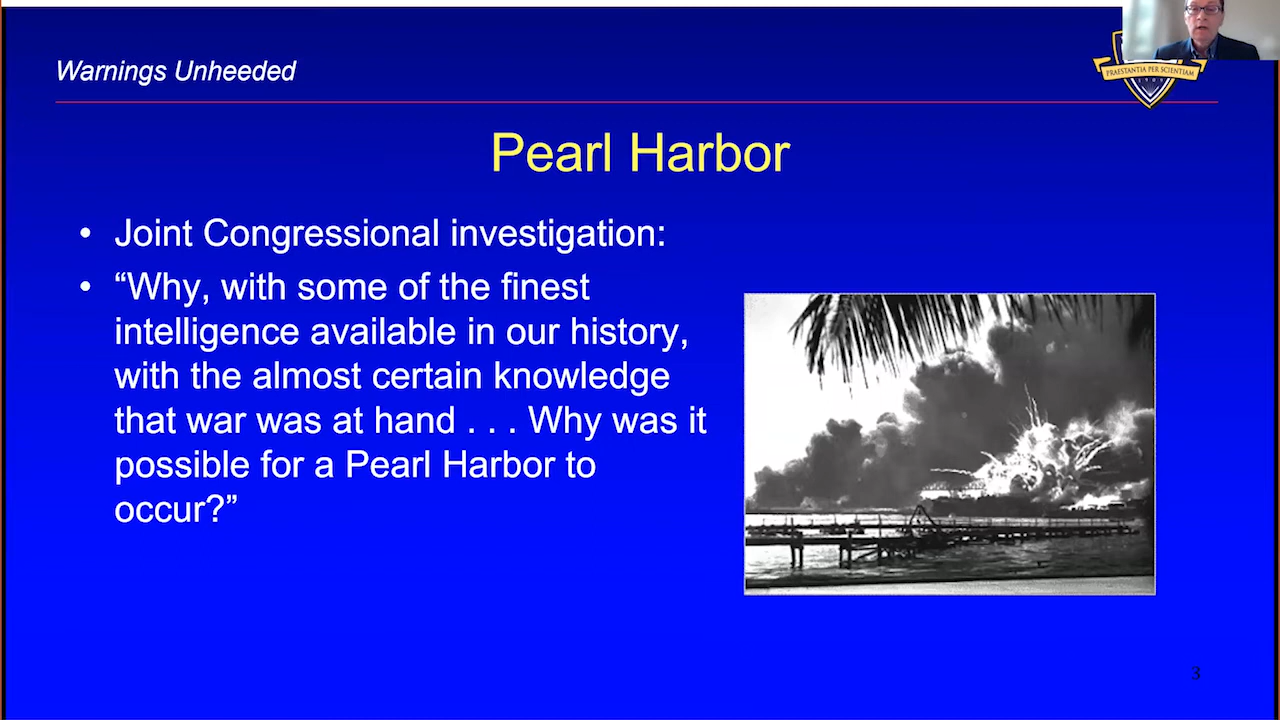 Warnings Unheeded
PRAESTANTIA PER SCIENTIAM
1909
Pearl Harbor
• Joint Congressional investigation:
• “Why, with some of the finest
intelligence available in our history,
with the almost certain knowledge
that war was at hand . . . Why was it
possible for a Pearl Harbor to
occur?”
3